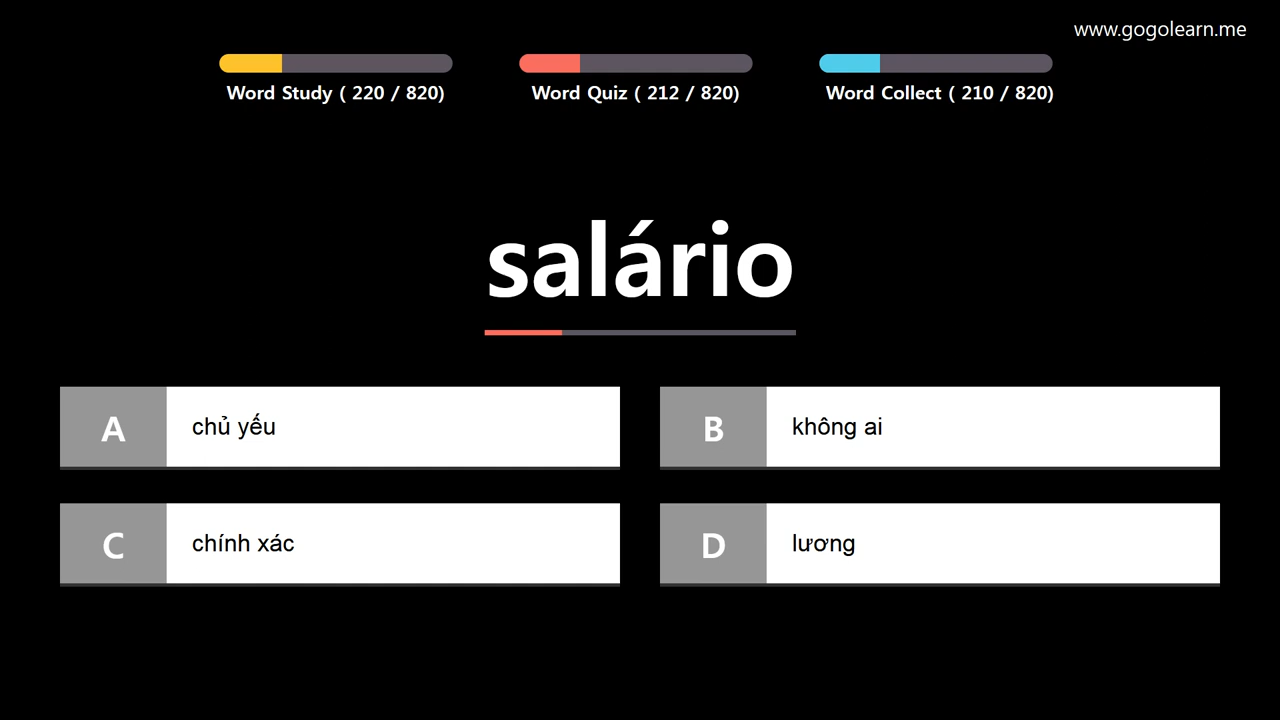 www.gogolearn.me
Word Study ( 220 / 820)
Word Quiz ( 212 / 820)
Word Collect ( 210 / 820)
salário
A chủ yếu
B không ai
C chính xác
D lương